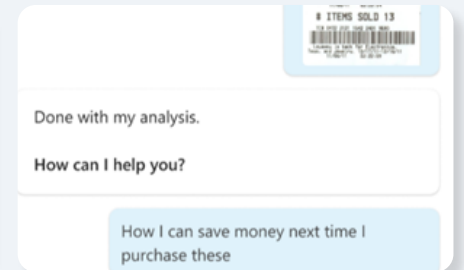 # ITEMS SOLD 13
Done with my analysis.
How can I help you?
How I can save money next time I
purchase these